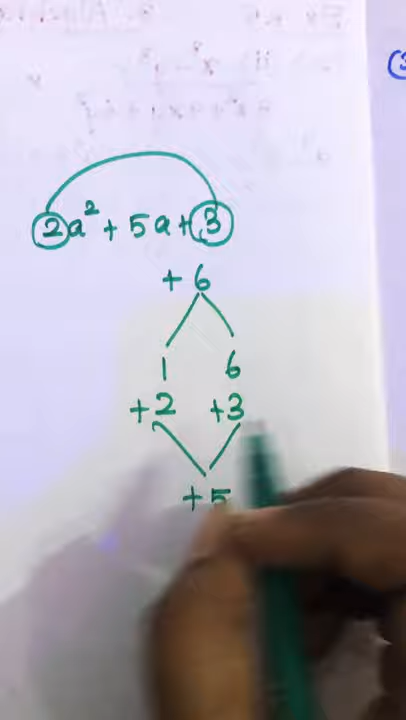 2a² + 5a + 3
+ 6
1 6
+2 +3
+5